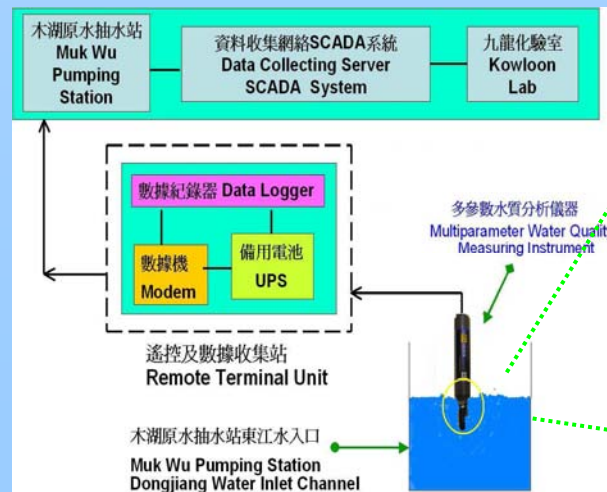 木湖原水抽水站
Muk Wu
Pumping
Station
資料收集網絡SCADA系統
Data Collecting Server
SCADA System
九龍化驗室
Kowloon
Lab
數據紀錄器 Data Logger
數據機
Modem
備用電池
UPS
遙控及數據收集站
Remote Terminal Unit
多參數水質分析儀器
Multiparameter Water Qualit
Measuring Instrument
木湖原水抽水站東江水入口
Muk Wu Pumping Station
Dongjiang Water Inlet Channel